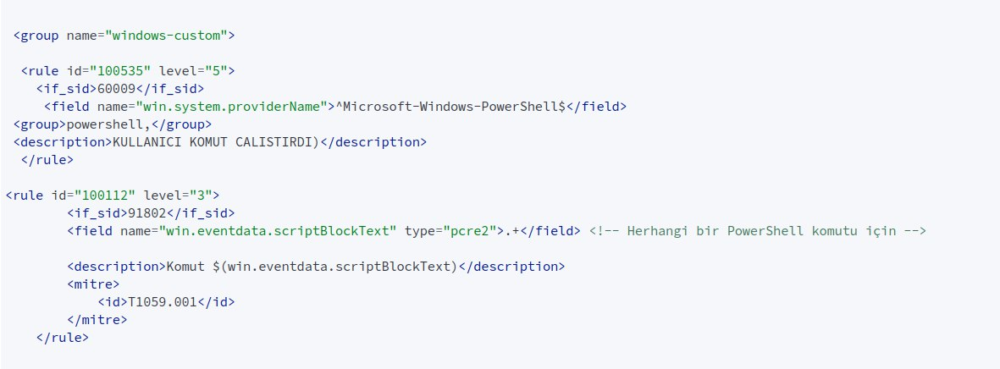 <group name="windows-custom">
<rule id="100535" level="5">
<if_sid>60009</if_sid>
<field name="win.system.providerName">^Microsoft-Windows-PowerShell$</field>
<group>powershell,</group>
<description>KULLANICI KOMUT CALISTIRDI)</description>
</rule>
<rule id="100112" level="3">
<if_sid>91802</if_sid>
<field name="win.eventdata.scriptBlockText" type="pcre2">.+</field> <!-- Herhangi bir PowerShell komutu için -->
<description>Komut $(win.eventdata.scriptBlockText)</description>
<mitre>
<id>T1059.001</id>
</mitre>
</rule>